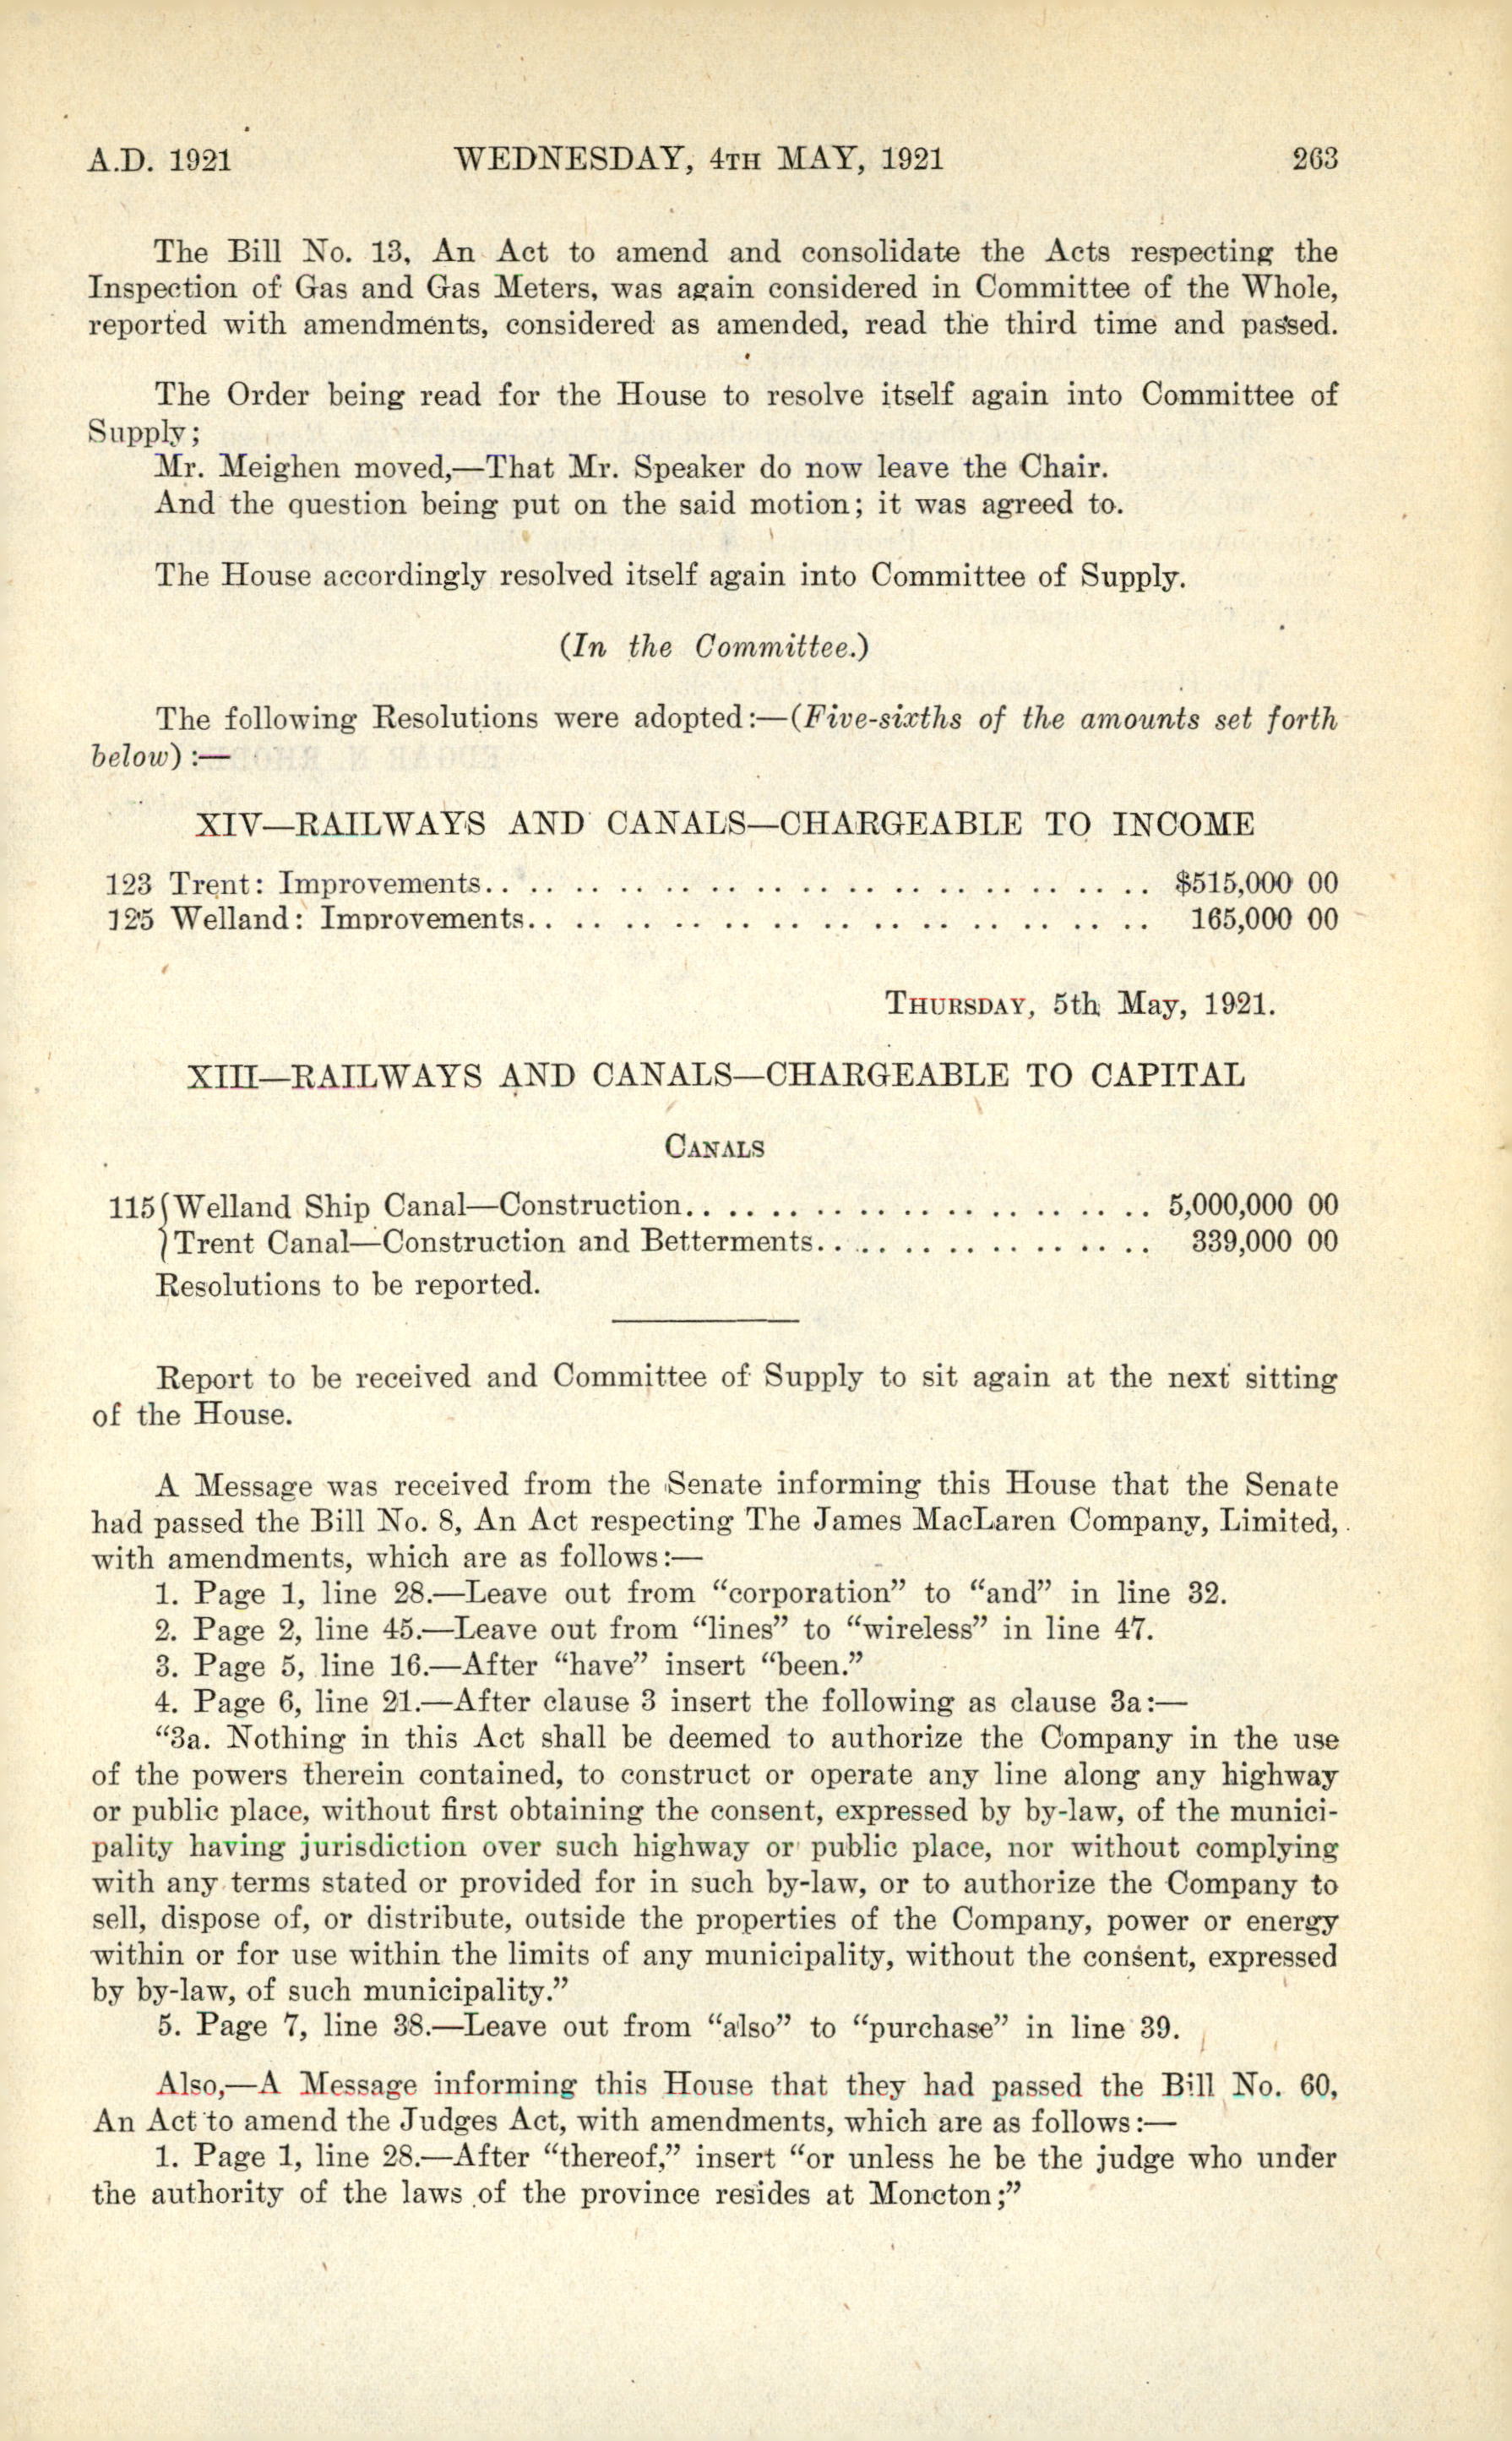 A.D. 1921 WEDNESDAY, 4TH MAY, 1921 263
The Bill No. 13, An Act to amend and consolidate the Acts respecting the
Inspection of Gas and Gas Meters, was again considered in Committee of the Whole,
reported with amendments, considered as amended, read the third time and passed.
The Order being read for the House to resolve itself again into Committee of
Supply;
Mr. Meighen moved,—That Mr. Speaker do now leave the Chair.
And the question being put on the said motion; it was agreed to.
The House accordingly resolved itself again into Committee of Supply.
(In the Committee.)
The following Resolutions were adopted:—(Five-sixths of the amounts set forth
below):—
XIV—RAILWAYS AND CANALS—CHARGEABLE TO INCOME
123 Trent: Improvements.. .. .. .. .. .. .. .. .. .. .. .. .. .. .. $515,000 00
125 Welland: Improvements.. .. .. .. .. .. .. .. .. .. .. .. .. 165,000 00
THURSDAY, 5th May, 1921.
XIII—RAILWAYS AND CANALS—CHARGEABLE TO CAPITAL
CANALS
115 { Welland Ship Canal—Construction.. .. .. .. .. .. .. .. .. .. .. 5,000,000 00
} Trent Canal—Construction and Betterments.. .. .. .. .. .. .. .. 339,000 00
Resolutions to be reported.
Report to be received and Committee of Supply to sit again at the next sitting
of the House.
A Message was received from the Senate informing this House that the Senate
had passed the Bill No. 8, An Act respecting The James MacLaren Company, Limited,
with amendments, which are as follows:—
1. Page 1, line 28.—Leave out from “corporation” to “and” in line 32.
2. Page 2, line 45.—Leave out from “lines” to “wireless” in line 47.
3. Page 5, line 16.—After “have” insert “been.”
4. Page 6, line 21.—After clause 3 insert the following as clause 3a:—
“3a. Nothing in this Act shall be deemed to authorize the Company in the use
of the powers therein contained, to construct or operate any line along any highway
or public place, without first obtaining the consent, expressed by by-law, of the munici-
pality having jurisdiction over such highway or public place, nor without complying
with any terms stated or provided for in such by-law, or to authorize the Company to
sell, dispose of, or distribute, outside the properties of the Company, power or energy
within or for use within the limits of any municipality, without the consent, expressed
by by-law, of such municipality.”
5. Page 7, line 38.—Leave out from “also” to “purchase” in line 39.
Also,—A Message informing this House that they had passed the Bill No. 60,
An Act to amend the Judges Act, with amendments, which are as follows:—
1. Page 1, line 28.—After “thereof,” insert “or unless he be the judge who under
the authority of the laws of the province resides at Moncton;”